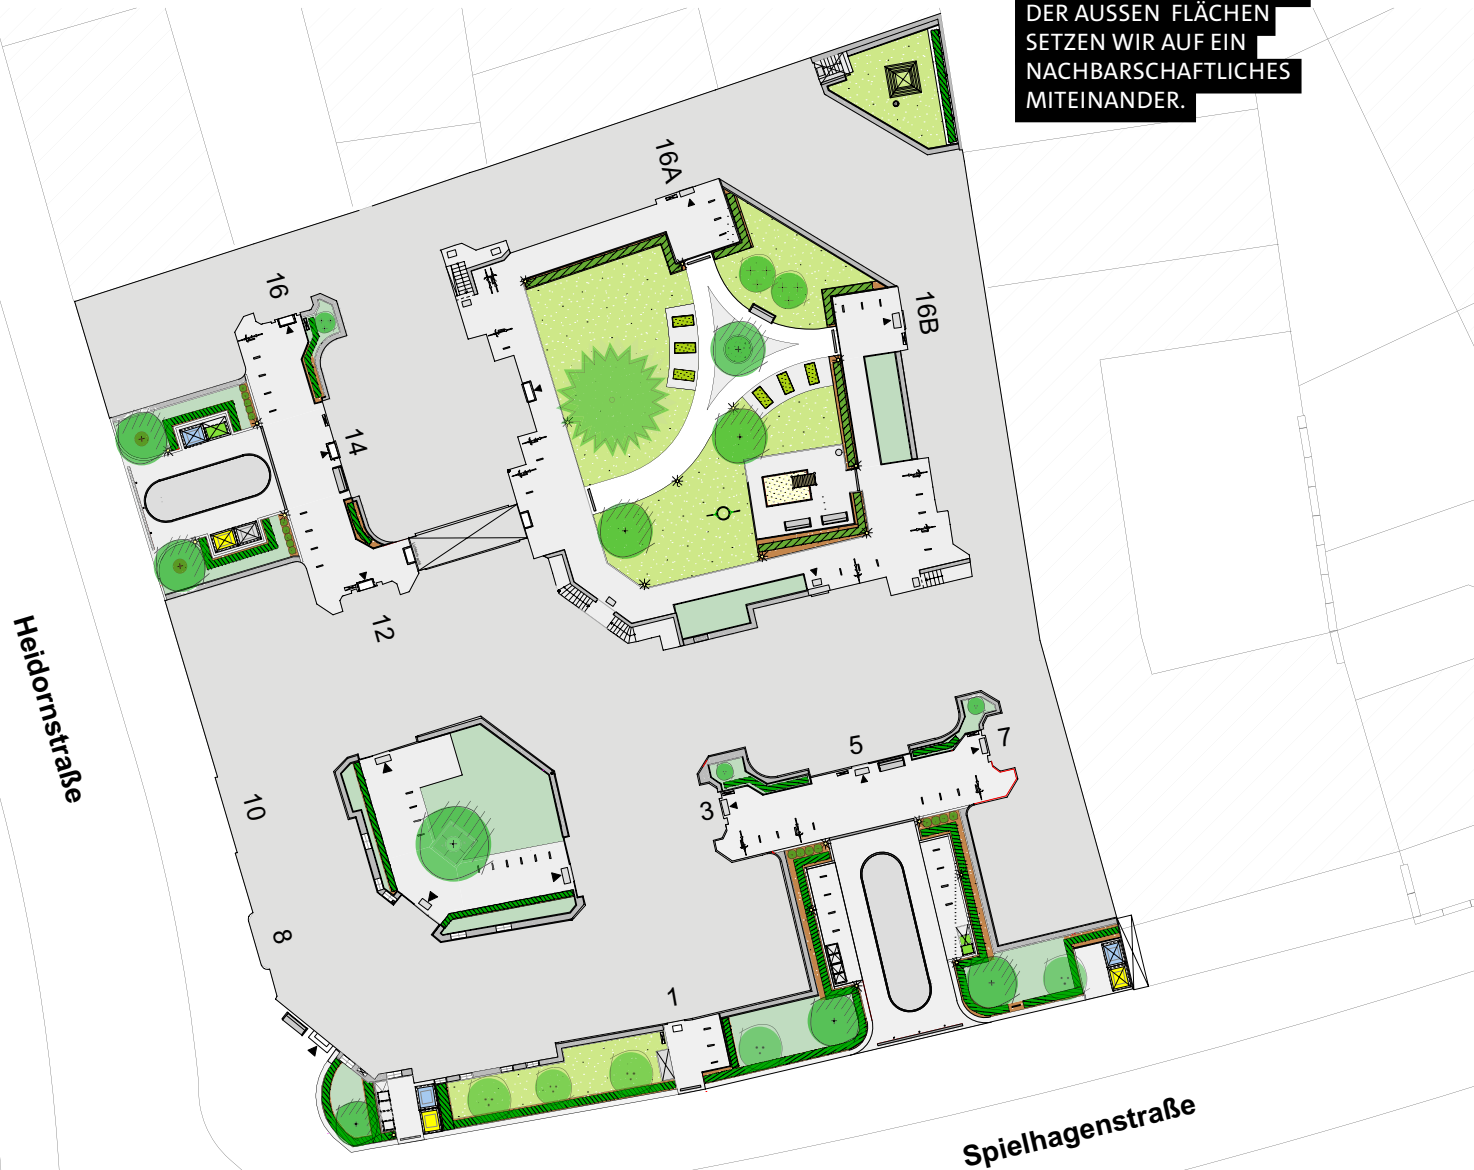 DER AUSSEN FLÄCHEN
SETZEN WIR AUF EIN
NACHBARSCHAFTLICHES
MITEINANDER.
16A
16
16B
14
12
Heidornstraße
10
8
7
5
3
1
Spielhagenstraße